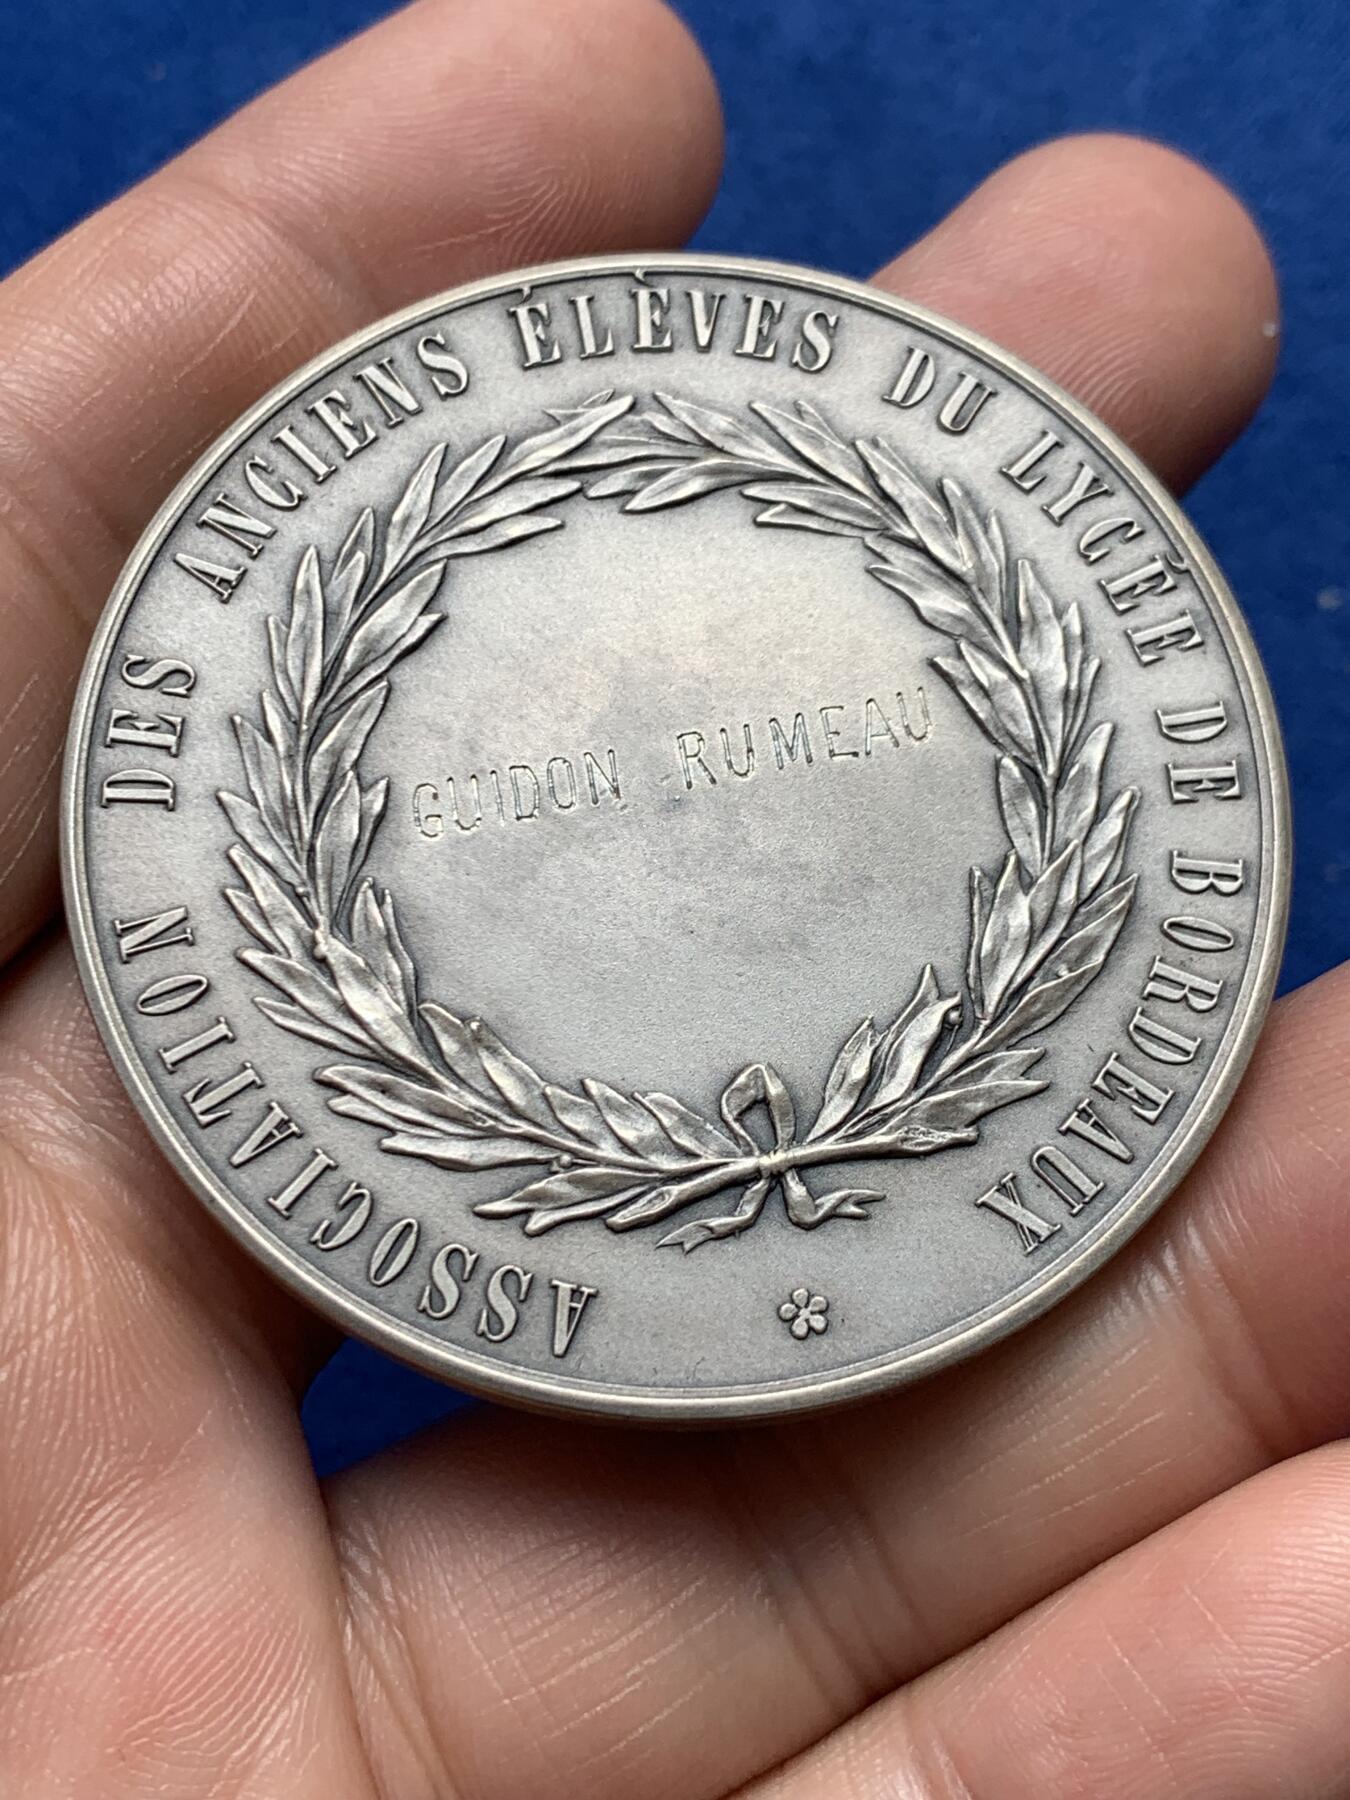 ASSOCIATION DES ANCIENS ÉLÈVES DU LYCÉE DE BORDEAUX
GUIDON RUMEAU